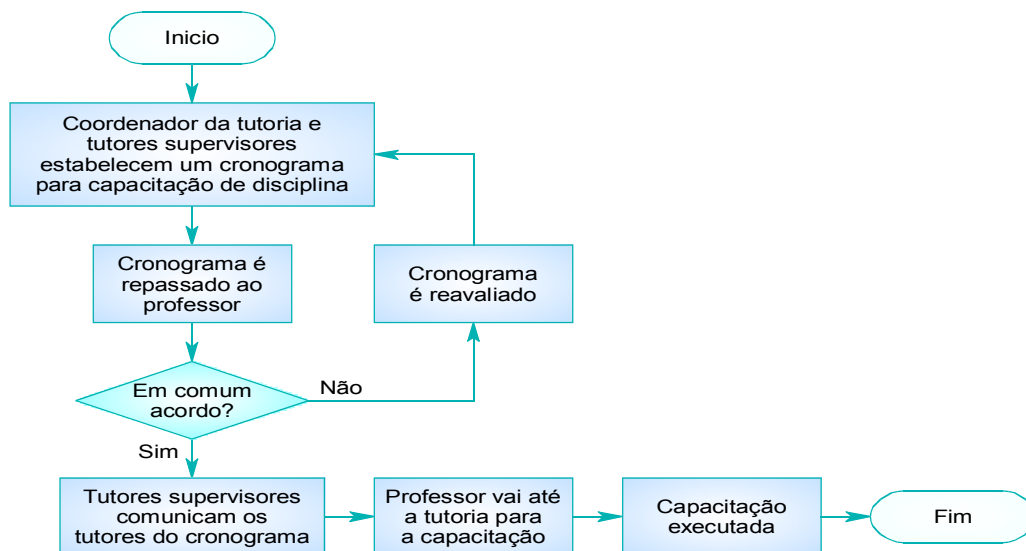 Inicio
Coordenador da tutoria e
tutores supervisores
estabelecem um cronograma
para capacitação de disciplina
Cronograma é
repassado ao
professor
Cronograma
é reavaliado
Em comum
acordo?
Não
Sim
Tutores supervisores
comunicam os
tutores do cronograma
Professor vai até
a tutoria para
a capacitação
Capacitação
executada
Fim